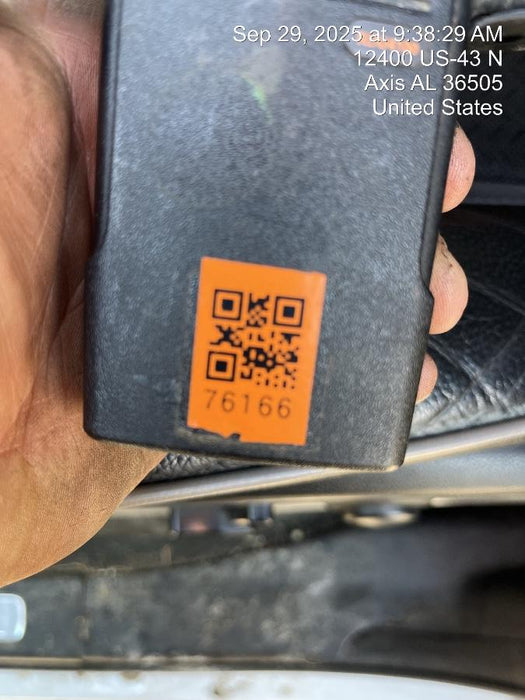 Sep 29, 2025 at 9:38:29 AM
12400 US-43 N
Axis AL 36505
United States
76166